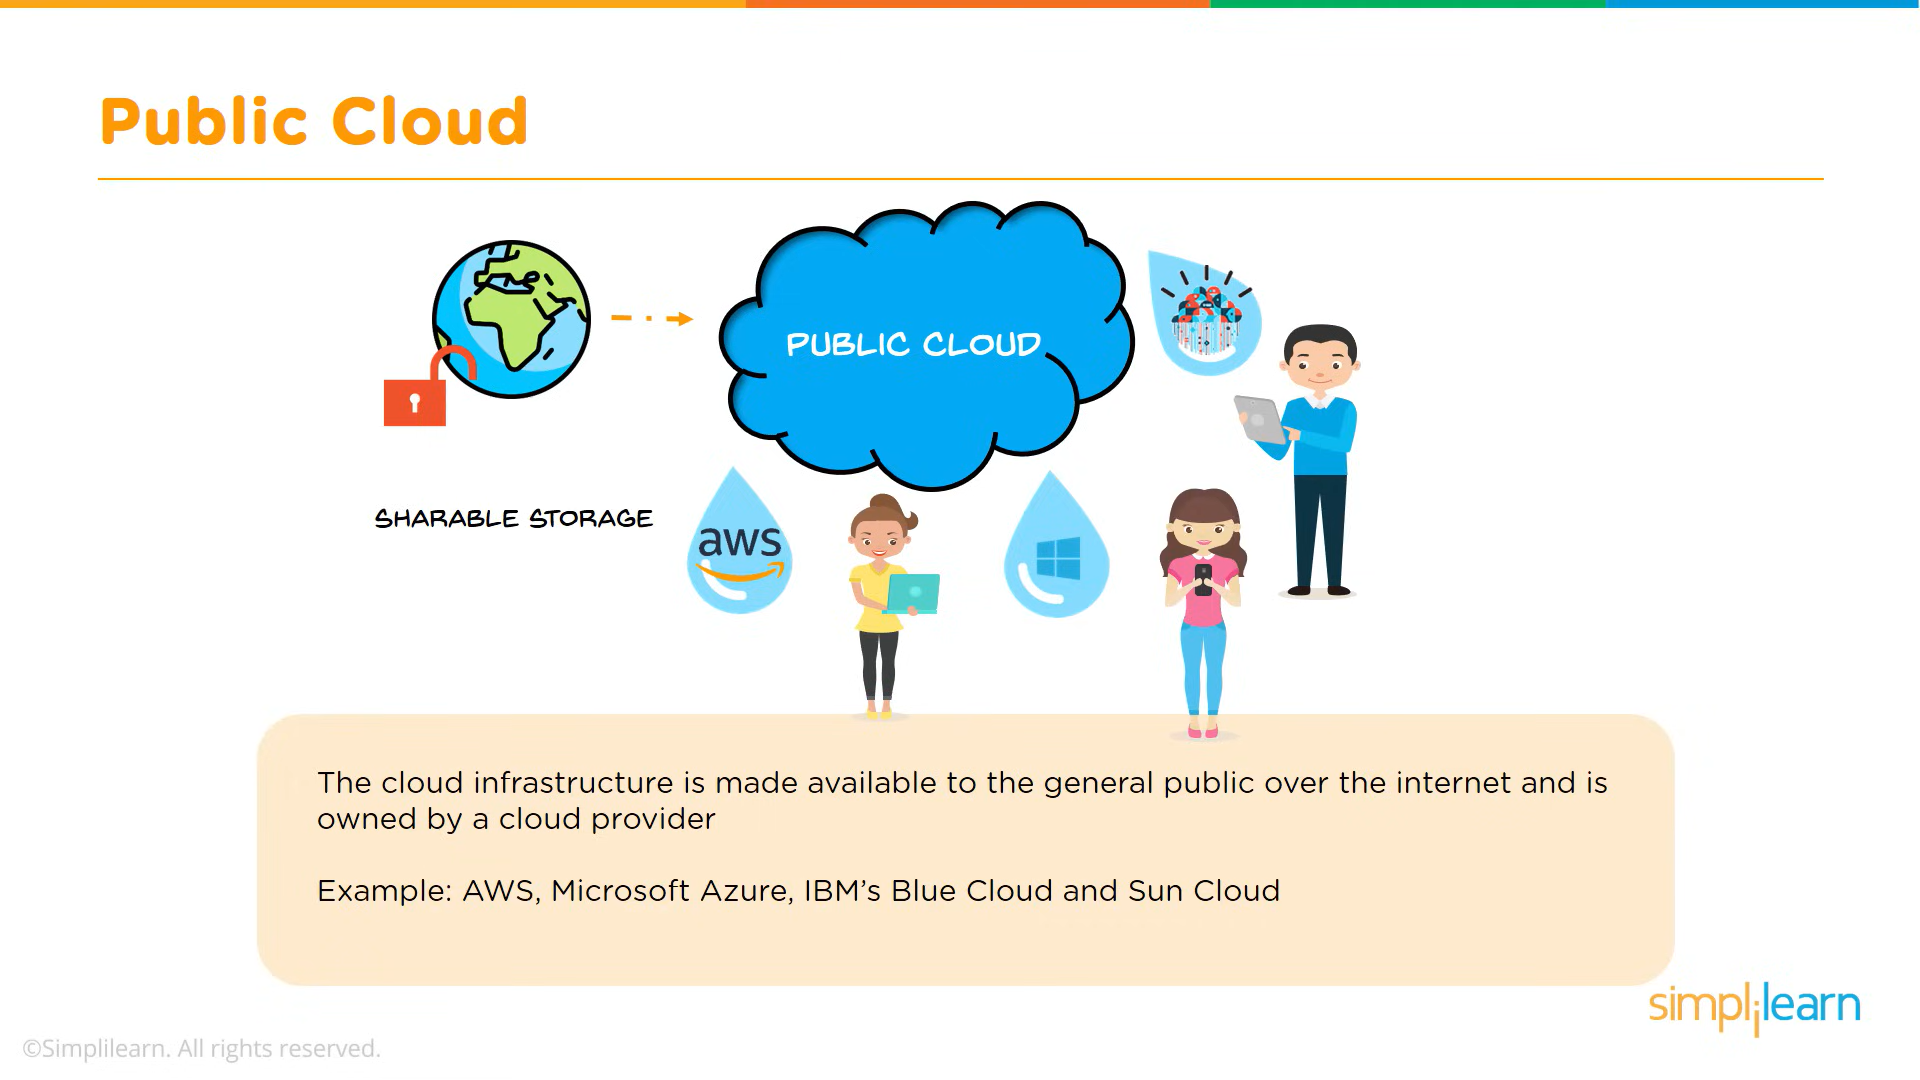 Public Cloud
PUBLIC CLOUD
SHARABLE STORAGE
aws
The cloud infrastructure is made available to the general public over the internet and is
owned by a cloud provider
Example: AWS, Microsoft Azure, IBM’s Blue Cloud and Sun Cloud
simplilearn
©Simplilearn. All rights reserved.